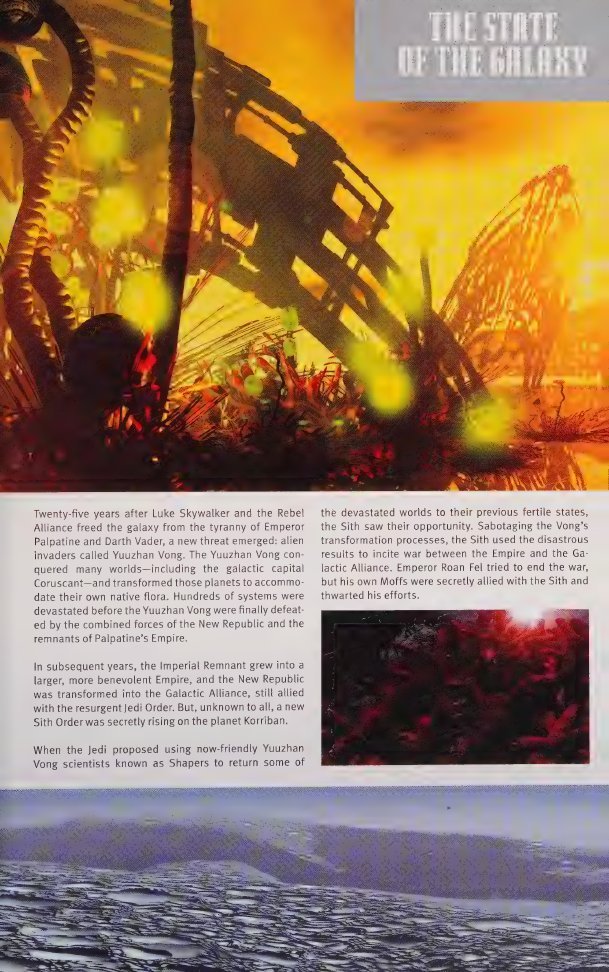 THE STATE
OF THE GALAXY
Twenty-five years after Luke Skywalker and the Rebel
Alliance freed the galaxy from the tyranny of Emperor
Palpatine and Darth Vader, a new threat emerged: alien
invaders called Yuuzhan Vong. The Yuuzhan Vong con-
quered many worlds—including the galactic capital
Coruscant—and transformed those planets to accommo-
date their own native flora. Hundreds of systems were
devastated before the Yuuzhan Vong were finally defeat-
ed by the combined forces of the New Republic and the
remnants of Palpatine's Empire.
In subsequent years, the Imperial Remnant grew into a
larger, more benevolent Empire, and the New Republic
was transformed into the Galactic Alliance, still allied
with the resurgent Jedi Order. But, unknown to all, a new
Sith Order was secretly rising on the planet Korriban.
When the Jedi proposed using now-friendly Yuuzhan
Vong scientists known as Shapers to return some of
the devastated worlds to their previous fertile states,
the Sith saw their opportunity. Sabotaging the Vong's
transformation processes, the Sith used the disastrous
results to incite war between the Empire and the Ga-
lactic Alliance. Emperor Roan Fel tried to end the war,
but his own Moffs were secretly allied with the Sith and
thwarted his efforts.